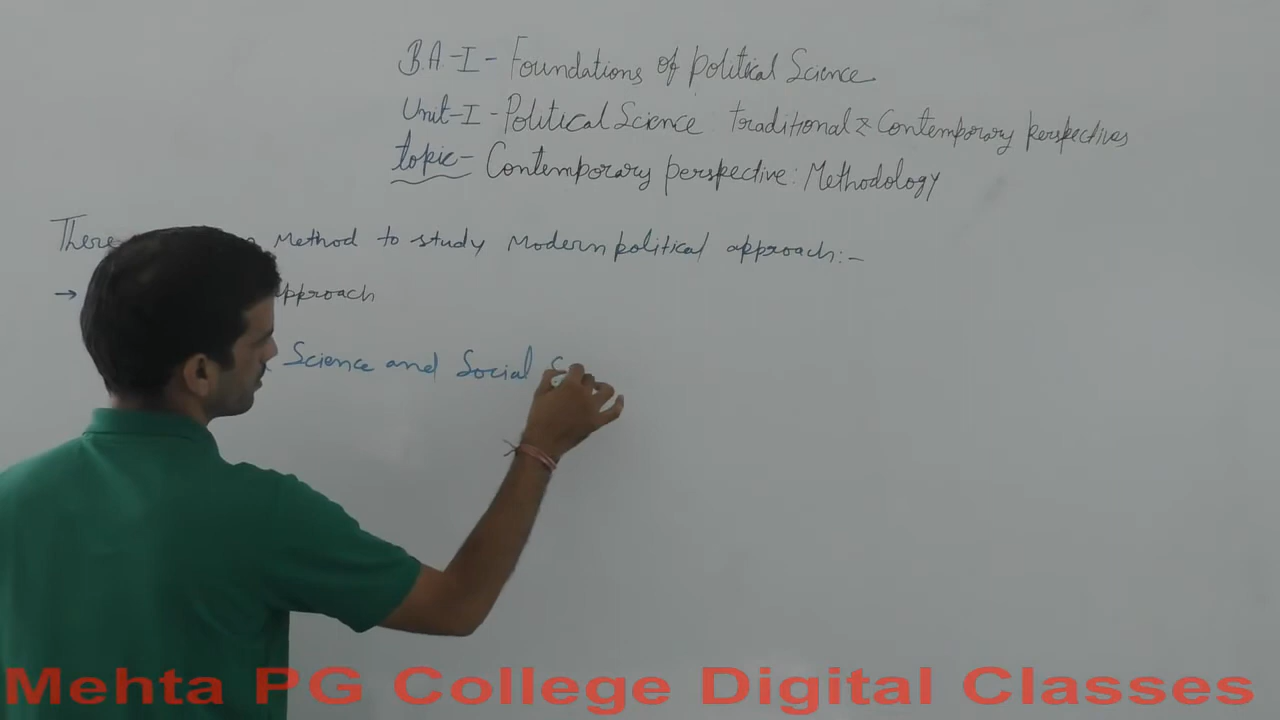 B.A-I- Foundations of political Science
Unit-I-Political Science: traditional & Contemporary perspectives
topic- Contemporary perspective: Methodology
There Method to study Modern political approach:-
→ approach
Science and Social
Mehta PG College Digital Classes